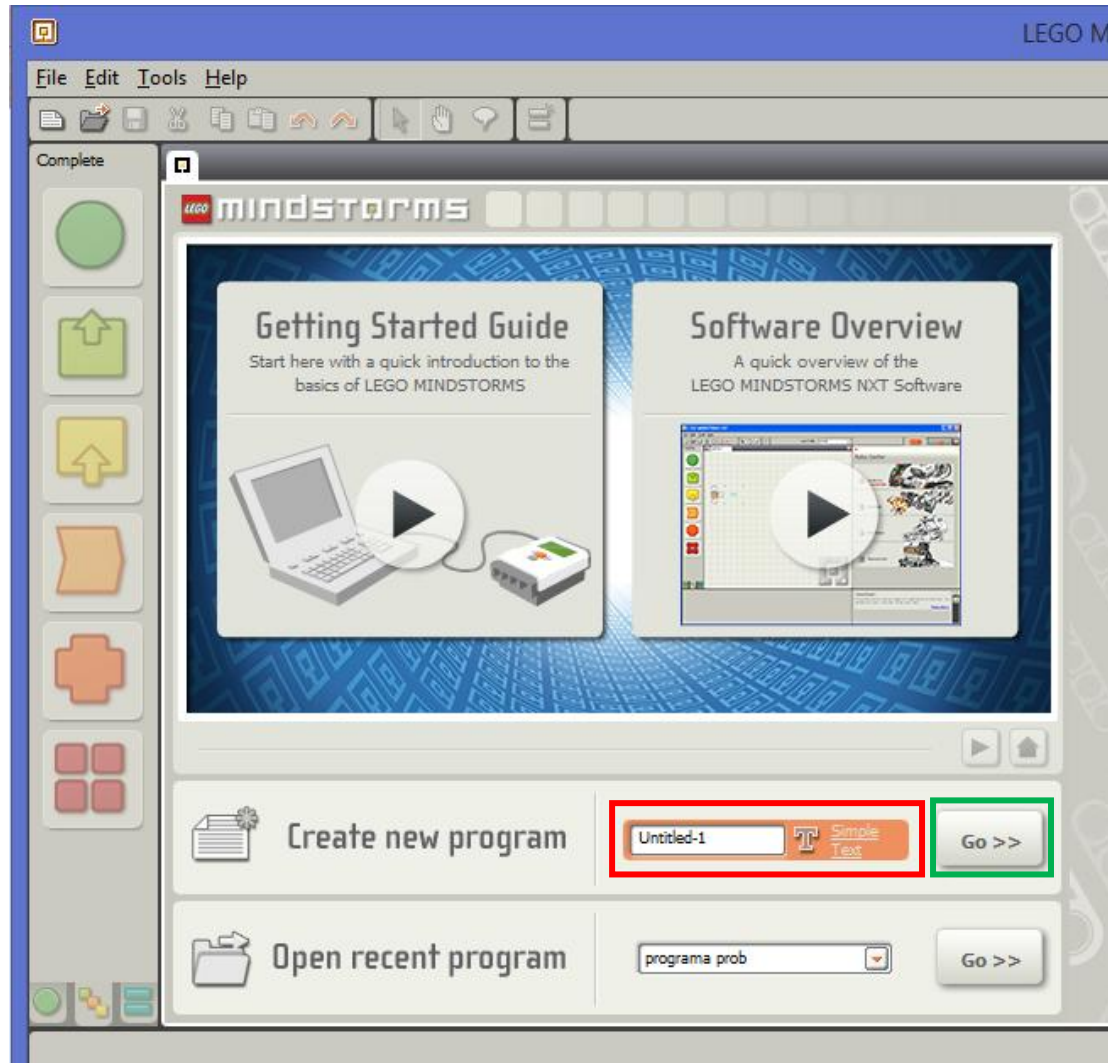 LEGO M
File Edit Tools Help
Complete
LEGO mindstorms
Getting Started Guide
Start here with a quick introduction to the
basics of LEGO MINDSTORMS
Software Overview
A quick overview of the
LEGO MINDSTORMS NXT Software
Create new program
Untitled-1
T
Simple
Text
Go >>
Open recent program
programa prob
Go >>